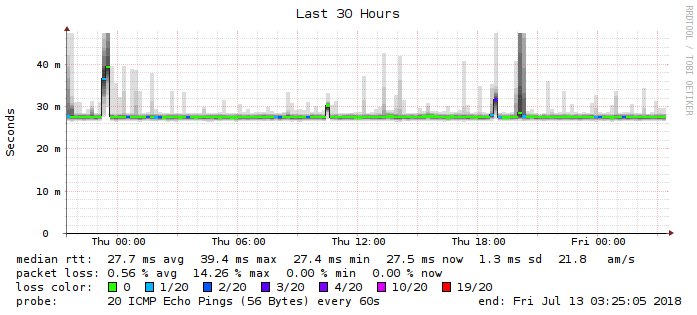 Last 30 Hours
RRDTOOL / TOBI OETIKER
Seconds
40 m
30 m
20 m
10 m
0
Thu 00:00 Thu 06:00 Thu 12:00 Thu 18:00 Fri 00:00
median rtt: 27.7 ms avg 39.4 ms max 27.4 ms min 27.5 ms now 1.3 ms sd 21.8 am/s
packet loss: 0.56 % avg 14.26 % max 0.00 % min 0.00 % now
loss color: 0 1/20 2/20 3/20 4/20 10/20 19/20
probe: 20 ICMP Echo Pings (56 Bytes) every 60s end: Fri Jul 13 03:25:05 2018